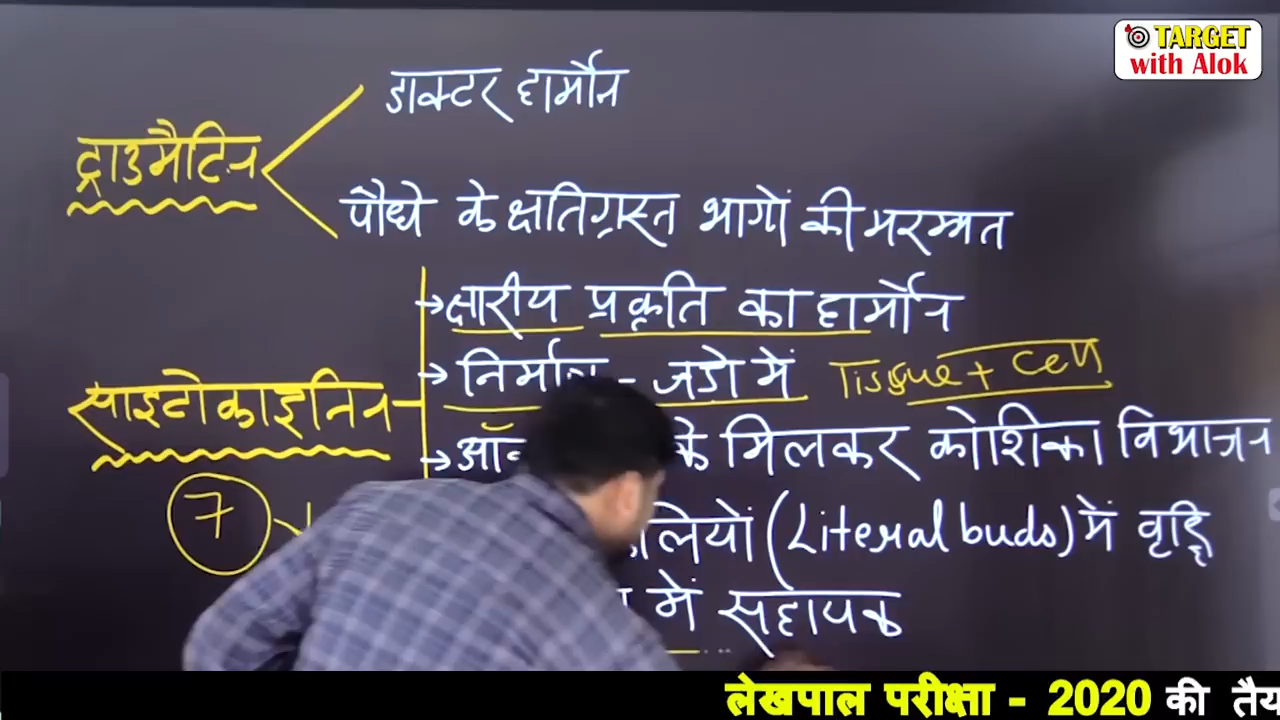 TARGET
with Alok
डाक्टर हार्मोन
ट्राउमैटिन
पौधे के क्षतिग्रस्त भागों की मरम्मत
→क्षारीय प्रकृति का हार्मोन
→निर्माण - जड़ो में Tissue + Cell
साइटोकाइनिन
→ के मिलकर कोशिका विभाजन
7
(Literal buds) में वृद्धि
में सहायक
लेखपाल परीक्षा - 2020 की तैय